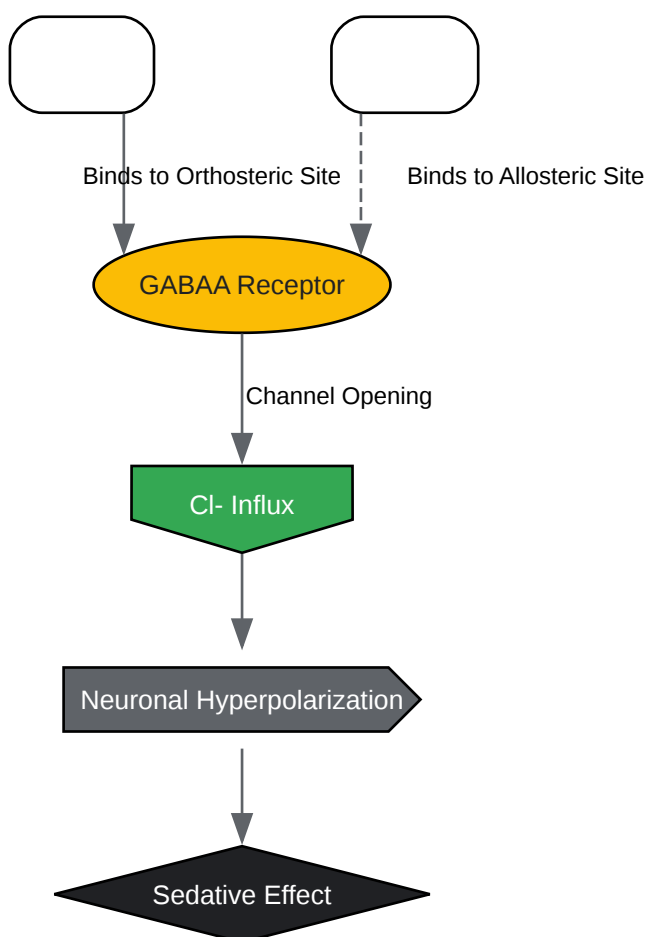 Binds to Orthosteric Site
Binds to Allosteric Site
GABAA Receptor
Channel Opening
Cl- Influx
Neuronal Hyperpolarization
Sedative Effect